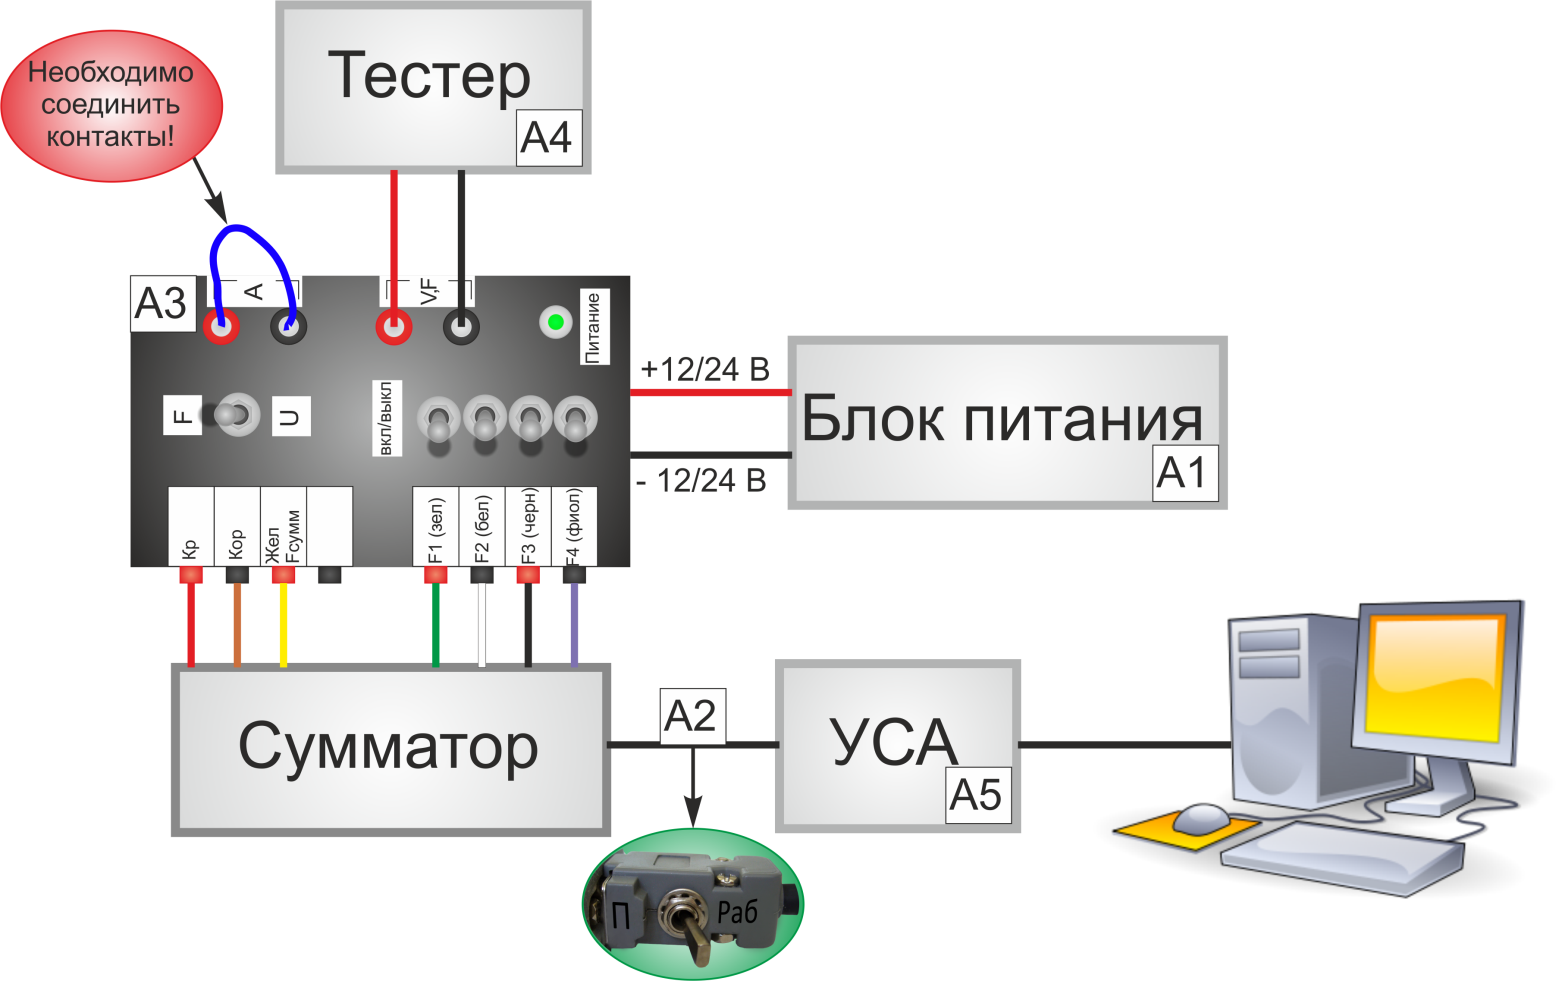 Необходимо
соединить
контакты!
Тестер
A4
A3
A
V,F
Питание
+12/24 В
- 12/24 В
Блок питания
A1
F
U
вкл/выкл
Кр
Кор
Жел
Fсумм
F1 (зел)
F2 (бел)
F3 (черн)
F4 (фиол)
Сумматор
A2
УСА
A5
П
Раб